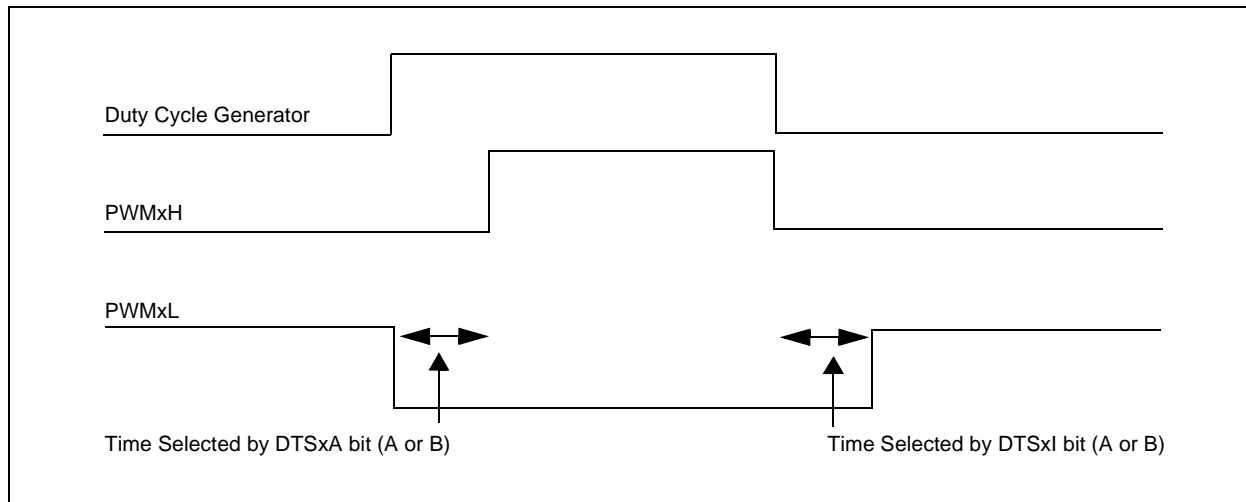 Duty Cycle Generator
PWMxH
PWMxL
Time Selected by DTSxA bit (A or B)
Time Selected by DTSxI bit (A or B)